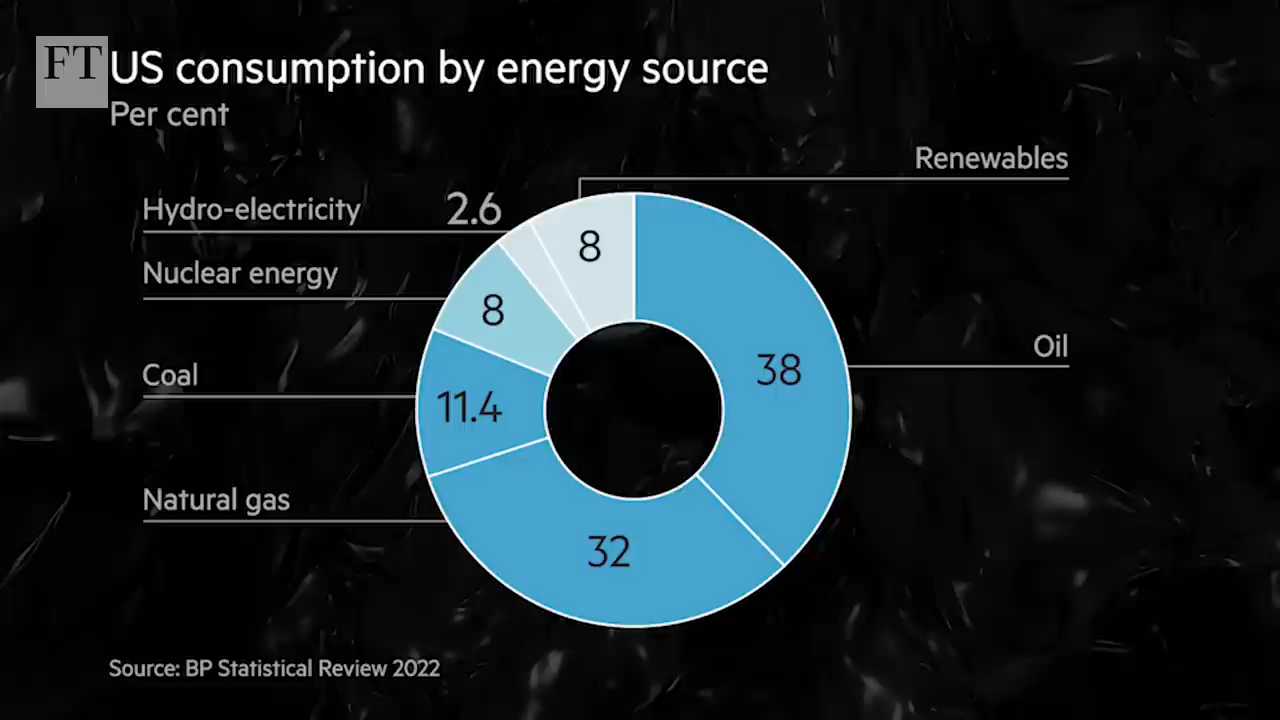 FT
US consumption by energy source
Per cent
Renewables
Hydro-electricity 2.6
8
Nuclear energy
8
Oil
38
Coal
11.4
Natural gas
32
Source: BP Statistical Review 2022